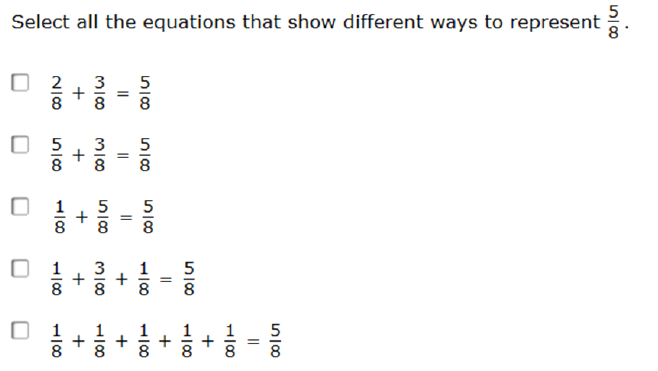 Select all the equations that show different ways to represent 5/8.
2/8 + 3/8 = 5/8
5/8 + 3/8 = 5/8
1/8 + 5/8 = 5/8
1/8 + 3/8 + 1/8 = 5/8
1/8 + 1/8 + 1/8 + 1/8 + 1/8 = 5/8